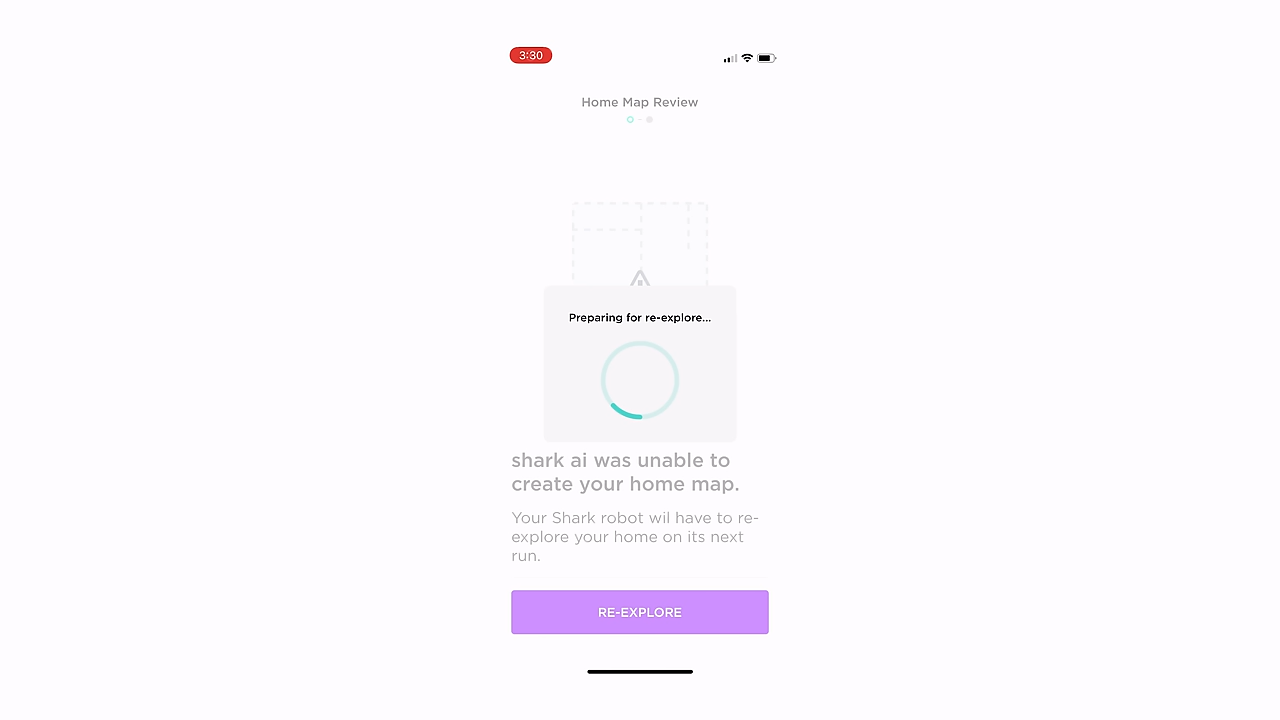 3:30
Home Map Review
Preparing for re-explore...
shark ai was unable to
create your home map.
Your Shark robot wil have to re-
explore your home on its next
run.
RE-EXPLORE